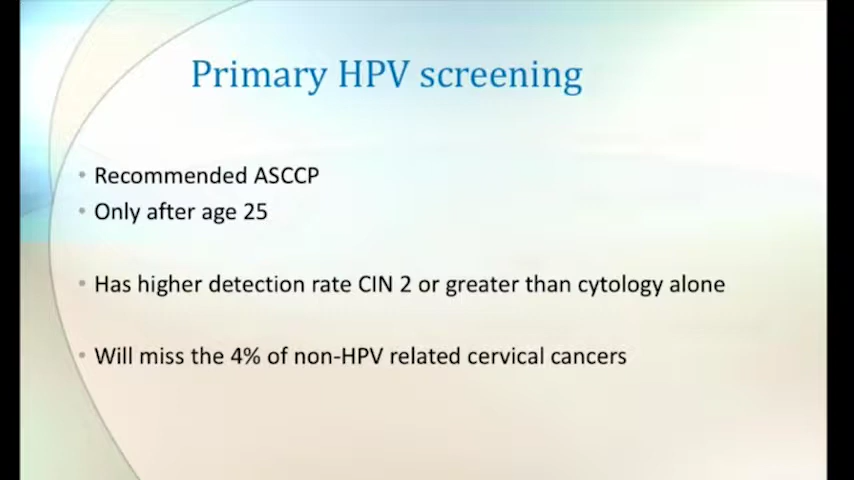 Primary HPV screening
• Recommended ASCCP
• Only after age 25
• Has higher detection rate CIN 2 or greater than cytology alone
• Will miss the 4% of non-HPV related cervical cancers